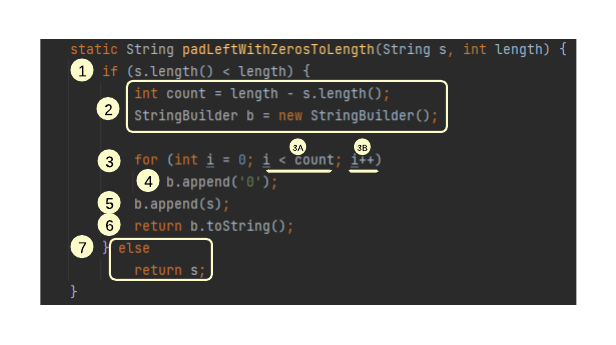 static String padLeftWithZerosToLength(String s, int length) {
1 if (s.length() < length) {
int count = length - s.length();
2 StringBuilder b = new StringBuilder();
3A 3B
3 for (int i = 0; i < count; i++)
4 b.append('0');
5 b.append(s);
6 return b.toString();
7 } else
return s;
}